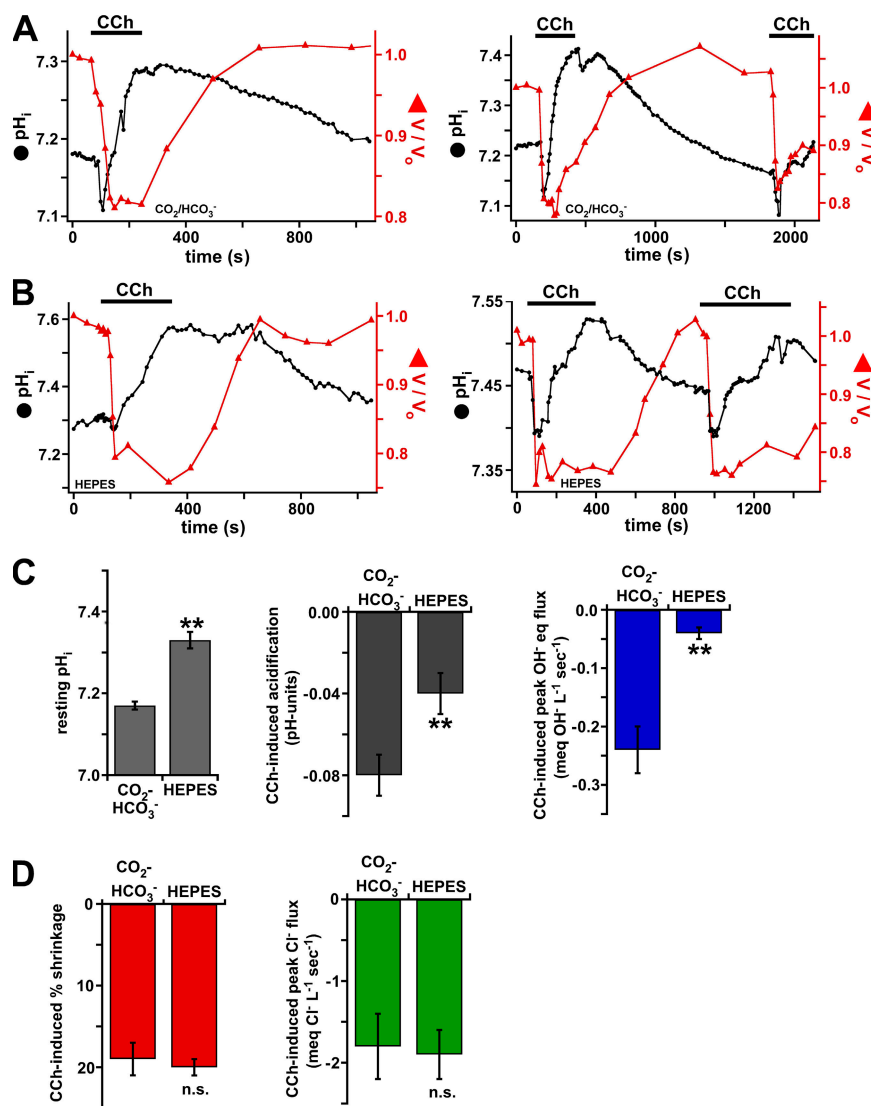 A
CCh
7.3
7.2
7.1
● pHᵢ
1.0
0.9
0.8
▲ V / Vₒ
CO₂/HCO₃⁻
0
400
800
time (s)
CCh
CCh
7.4
7.3
7.2
7.1
● pHᵢ
1.0
0.9
0.8
▲ V / Vₒ
CO₂/HCO₃⁻
0
1000
2000
time (s)
B
CCh
7.6
7.4
7.2
● pHᵢ
1.0
0.9
0.8
▲ V / Vₒ
HEPES
0
400
800
time (s)
CCh
CCh
7.55
7.45
7.35
● pHᵢ
1.0
0.9
0.8
▲ V / Vₒ
HEPES
0
400
800
1200
time (s)
C
resting pHᵢ
7.4
7.2
7.0
**
CO₂-
HCO₃⁻
HEPES
CO₂-
HCO₃⁻
HEPES
CCh-induced acidification
(pH-units)
0.00
-0.04
-0.08
**
CO₂-
HCO₃⁻
HEPES
CCh-induced peak OH⁻ eq flux
(meq OH⁻ L⁻¹ sec⁻¹)
0.0
-0.1
-0.2
-0.3
**
D
CO₂-
HCO₃⁻
HEPES
CCh-induced % shrinkage
0
10
20
n.s.
CO₂-
HCO₃⁻
HEPES
CCh-induced peak Cl⁻ flux
(meq Cl⁻ L⁻¹ sec⁻¹)
0
-1
-2
n.s.